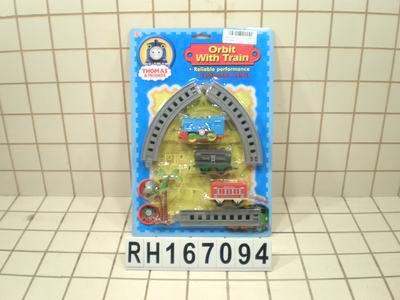 Orbit
With Train
THOMAS
& FRIENDS
• Reliable performance
RH167094